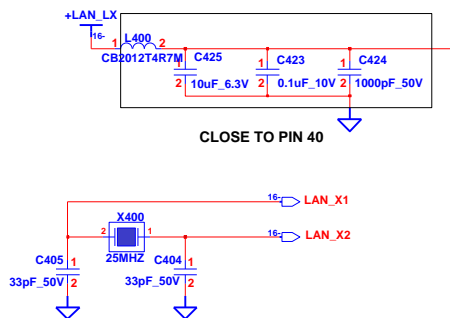 +LAN_LX
16-
L400
1 2
CB2012T4R7M
C425 C423 C424
1 1 1
2 2 2
10uF_6.3V 0.1uF_10V 1000pF_50V
CLOSE TO PIN 40
16- LAN_X1
X400
2 1
16- LAN_X2
25MHZ
C405 C404
1 1
2 2
33pF_50V 33pF_50V